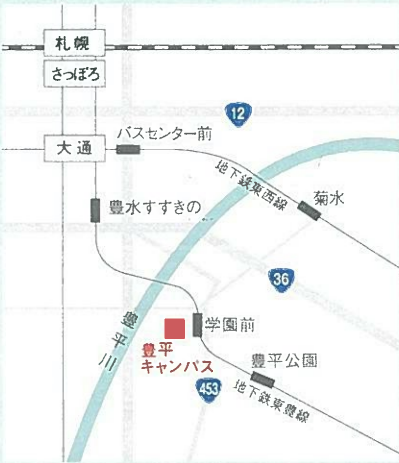 札幌
さっぽろ
12
バスセンター前
大通
地下鉄東西線
菊水
豊水すすきの
36
豊平川
学園前
豊平
キャンパス
豊平公園
453
地下鉄東豊線